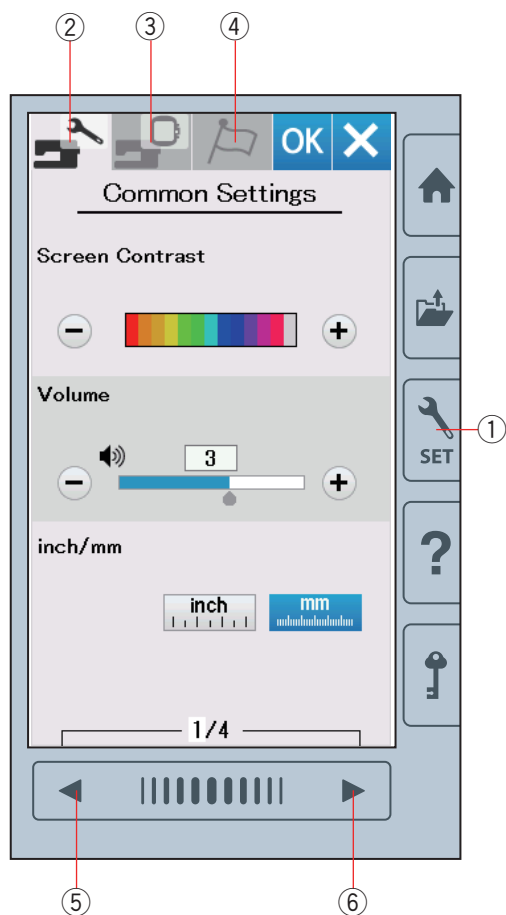 ② ③ ④
OK
Common Settings
Screen Contrast
Volume
3
SET
①
inch/mm
inch mm
?
1/4
⑤ ⑥